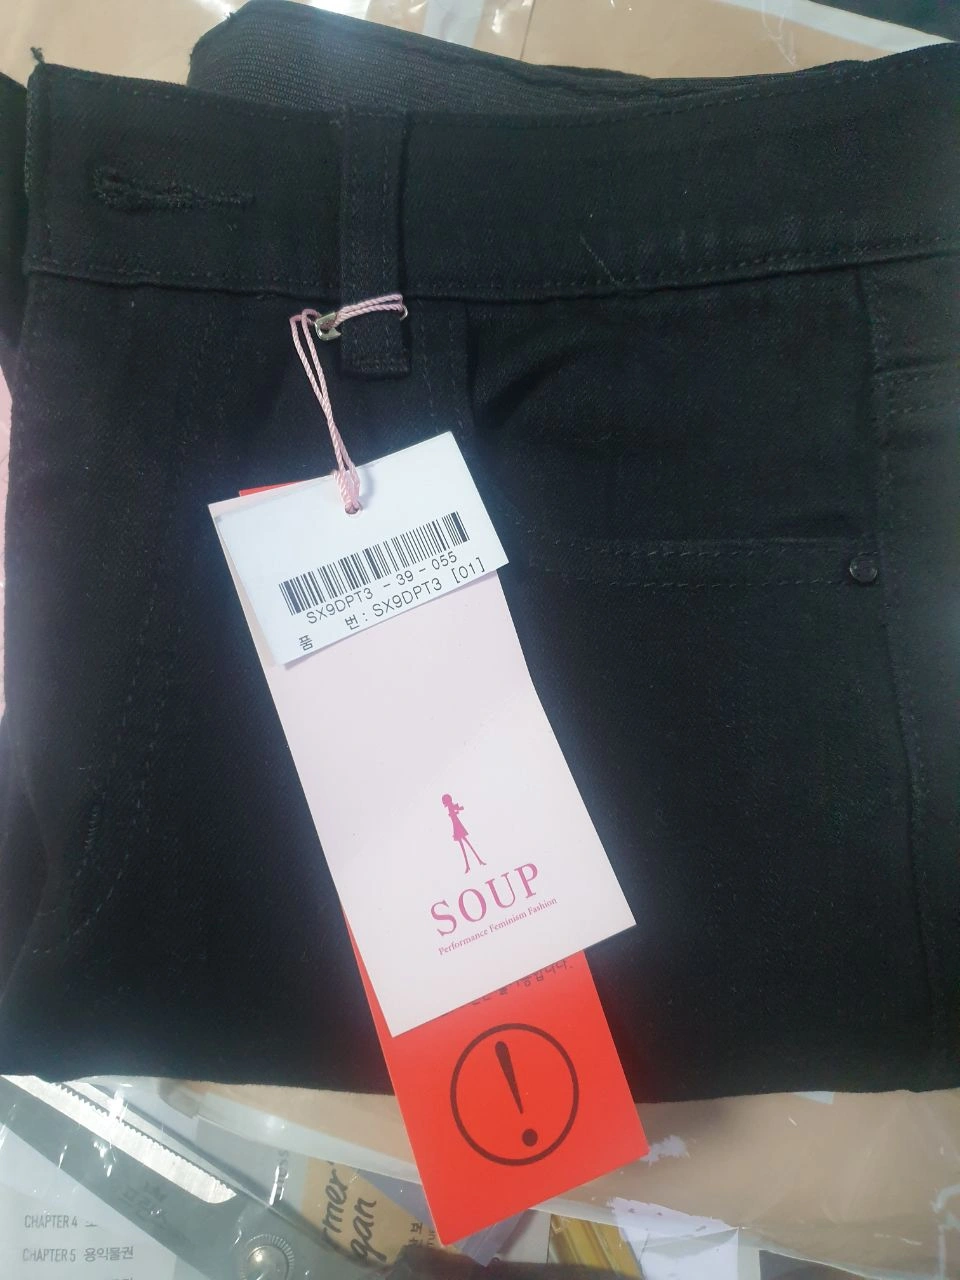 SX9DPT3 - 39 - 055
품 번 : SX9DPT3 [01]
SOUP
Performance Feminism Fashion
CHAPTER 4
CHAPTER 5 용익물권